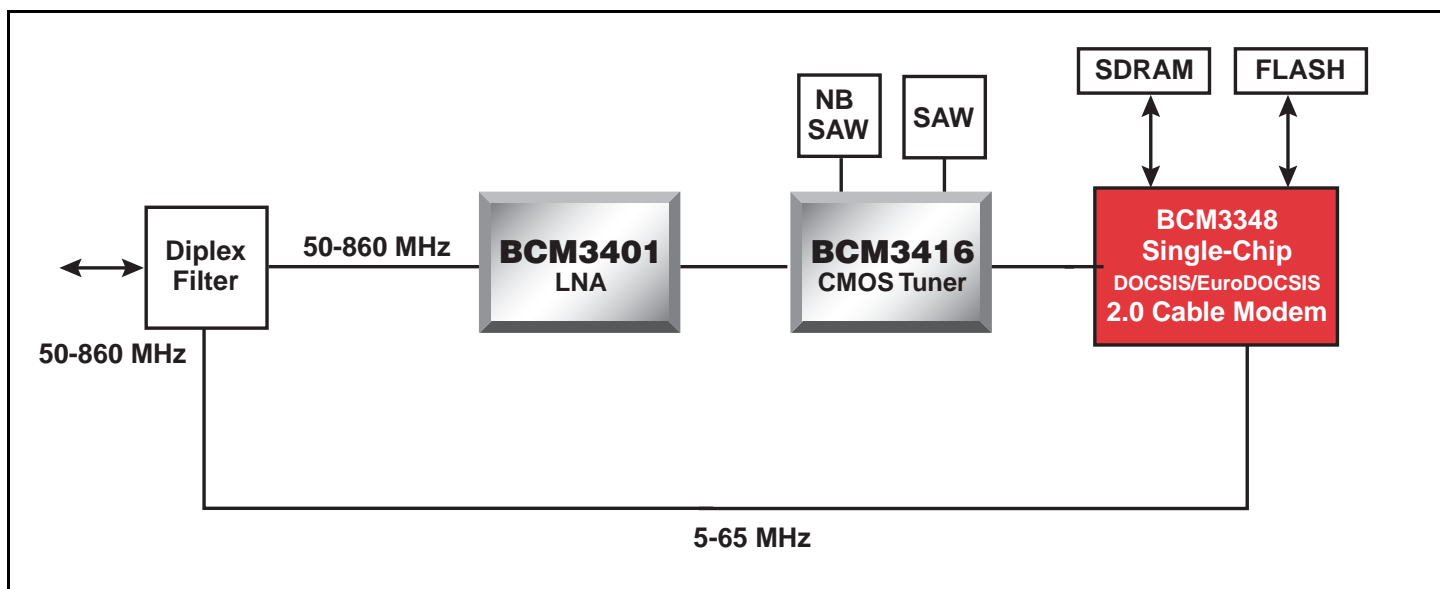 SDRAM
FLASH
NB
SAW
SAW
Diplex
Filter
50-860 MHz
BCM3401
LNA
BCM3416
CMOS Tuner
BCM3348
Single-Chip
DOCSIS/EuroDOCSIS
2.0 Cable Modem
50-860 MHz
5-65 MHz